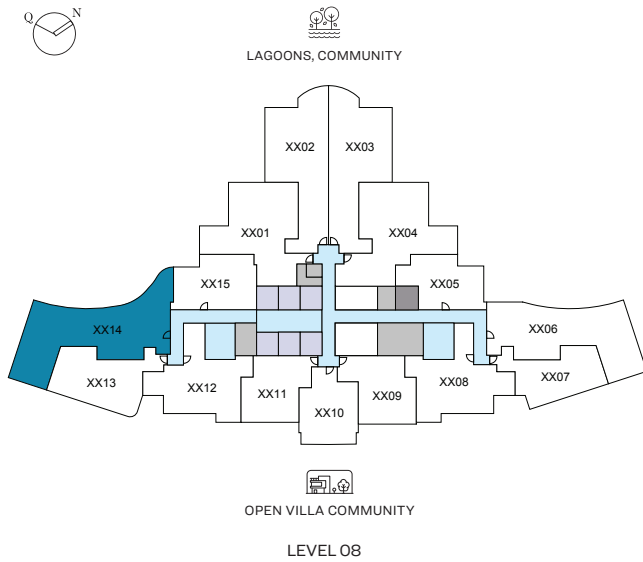 Q N
LAGOONS, COMMUNITY
XX02 XX03
XX01 XX04
XX15 XX05
XX14 XX06
XX13 XX12 XX11 XX10 XX09 XX08 XX07
OPEN VILLA COMMUNITY
LEVEL 08